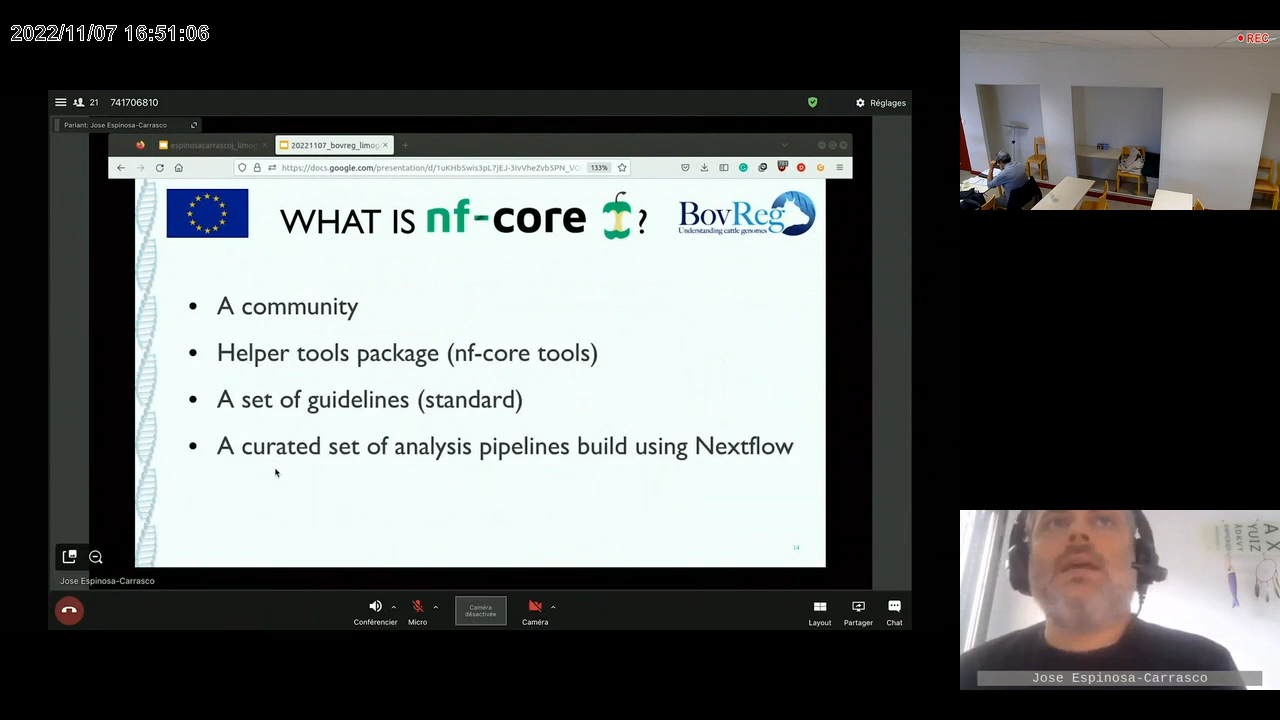 2022/11/07 16:51:06
REC
21 741706810
Réglages
Parlant: Jose Espinosa-Carrasco
espinosacarrascoj_limog
20221107_bovreg_limog
https://docs.google.com/presentation/d/1uKHb5wis3pL7jEJ-3IvVheZvb5PN_VO
133%
WHAT IS nf-core ?
BovReg
Understanding cattle genomes
• A community
• Helper tools package (nf-core tools)
• A set of guidelines (standard)
• A curated set of analysis pipelines build using Nextflow
14
Jose Espinosa-Carrasco
Conférencier
Micro
Caméra désactivée
Caméra
Layout
Partager
Chat
Jose Espinosa-Carrasco